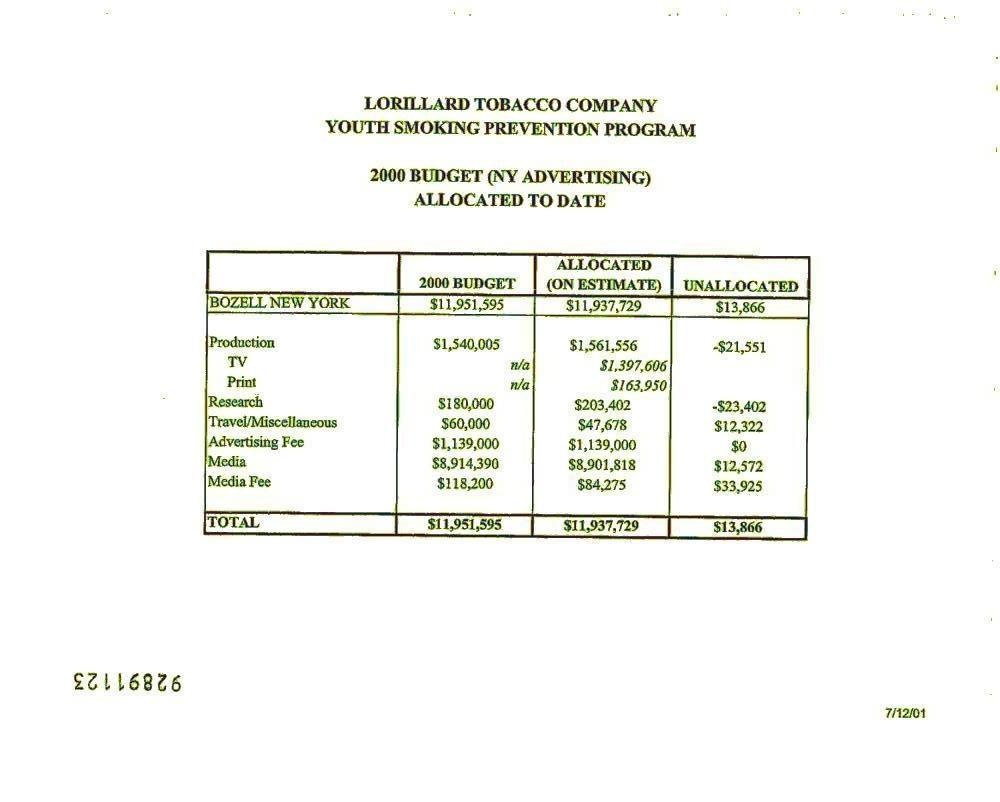 LORILLARD TOBACCO COMPANY
YOUTH SMOKING PREVENTION PROGRAM
2000 BUDGET (NY ADVERTISING)
ALLOCATED TO DATE
2000 BUDGET ALLOCATED (ON ESTIMATE) UNALLOCATED
BOZELL NEW YORK $11,951,595 $11,937,729 $13,866
Production $1,540,005 $1,561,556 -$21,551
TV n/a $1,397,606
Print n/a $163,950
Research $180,000 $203,402 -$23,402
Travel/Miscellaneous $60,000 $47,678 $12,322
Advertising Fee $1,139,000 $1,139,000 $0
Media $8,914,390 $8,901,818 $12,572
Media Fee $118,200 $84,275 $33,925
TOTAL $11,951,595 $11,937,729 $13,866
92891123
7/12/01